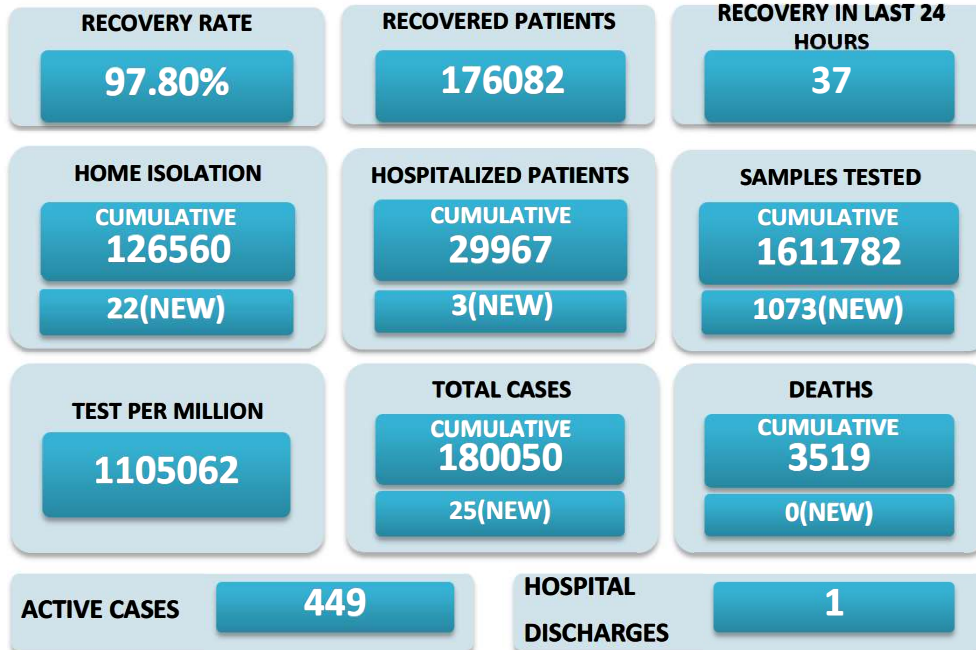 RECOVERY RATE
97.80%
RECOVERED PATIENTS
176082
RECOVERY IN LAST 24
HOURS
37
HOME ISOLATION
CUMULATIVE
126560
22(NEW)
HOSPITALIZED PATIENTS
CUMULATIVE
29967
3(NEW)
SAMPLES TESTED
CUMULATIVE
1611782
1073(NEW)
TEST PER MILLION
1105062
TOTAL CASES
CUMULATIVE
180050
25(NEW)
DEATHS
CUMULATIVE
3519
0(NEW)
ACTIVE CASES
449
HOSPITAL
DISCHARGES
1